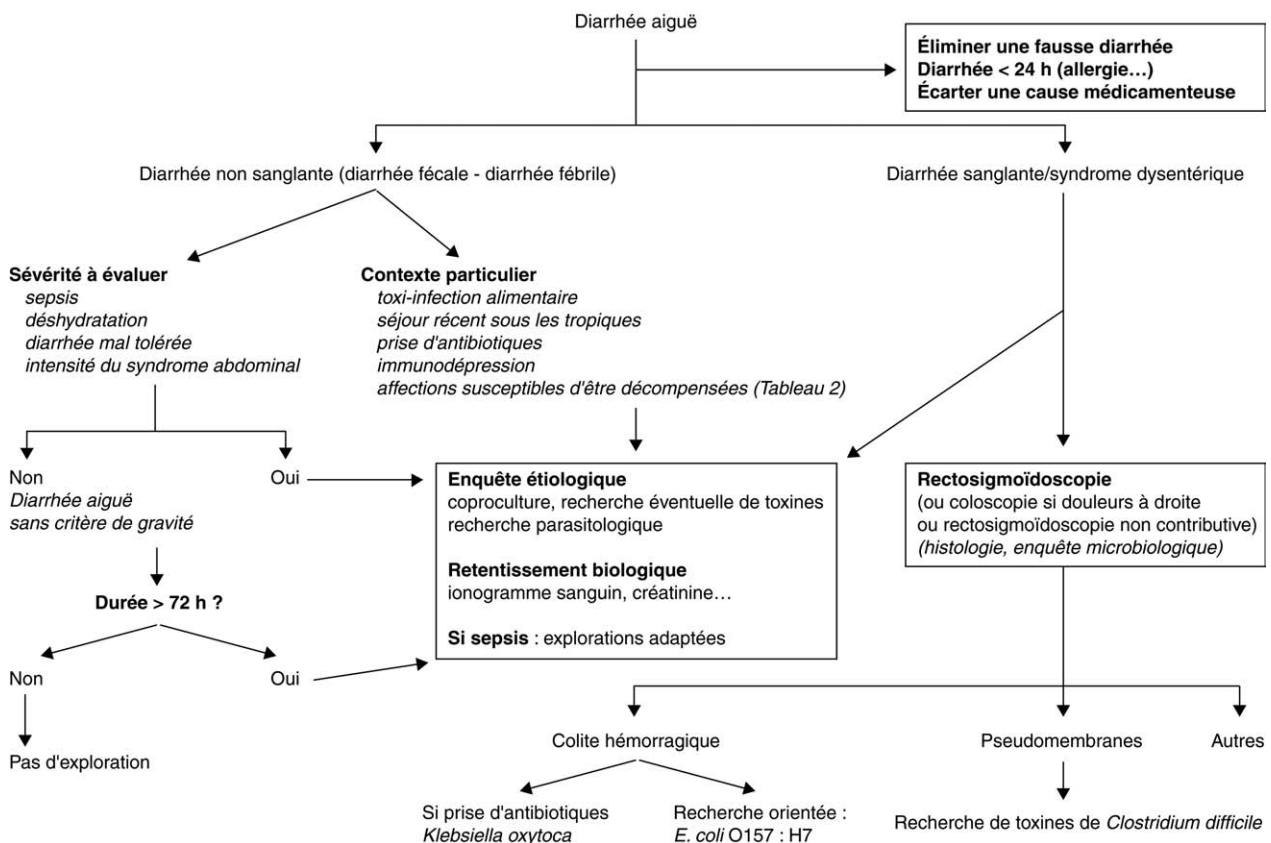 Diarrhée aiguë
Éliminer une fausse diarrhée
Diarrhée < 24 h (allergie…)
Écarter une cause médicamenteuse
Diarrhée non sanglante (diarrhée fécale - diarrhée fébrile)
Diarrhée sanglante/syndrome dysentérique
Sévérité à évaluer
sepsis
déshydratation
diarrhée mal tolérée
intensité du syndrome abdominal
Contexte particulier
toxi-infection alimentaire
séjour récent sous les tropiques
prise d'antibiotiques
immunodépression
affections susceptibles d'être décompensées (Tableau 2)
Non
Diarrhée aiguë
sans critère de gravité
Oui
Enquête étiologique
coproculture, recherche éventuelle de toxines
recherche parasitologique
Retentissement biologique
ionogramme sanguin, créatinine…
Si sepsis : explorations adaptées
Rectosigmoïdoscopie
(ou coloscopie si douleurs à droite
ou rectosigmoïdoscopie non contributive)
(histologie, enquête microbiologique)
Durée > 72 h ?
Non
Oui
Pas d'exploration
Colite hémorragique
Pseudomembranes
Autres
Si prise d'antibiotiques
Klebsiella oxytoca
Recherche orientée :
E. coli O157 : H7
Recherche de toxines de Clostridium difficile